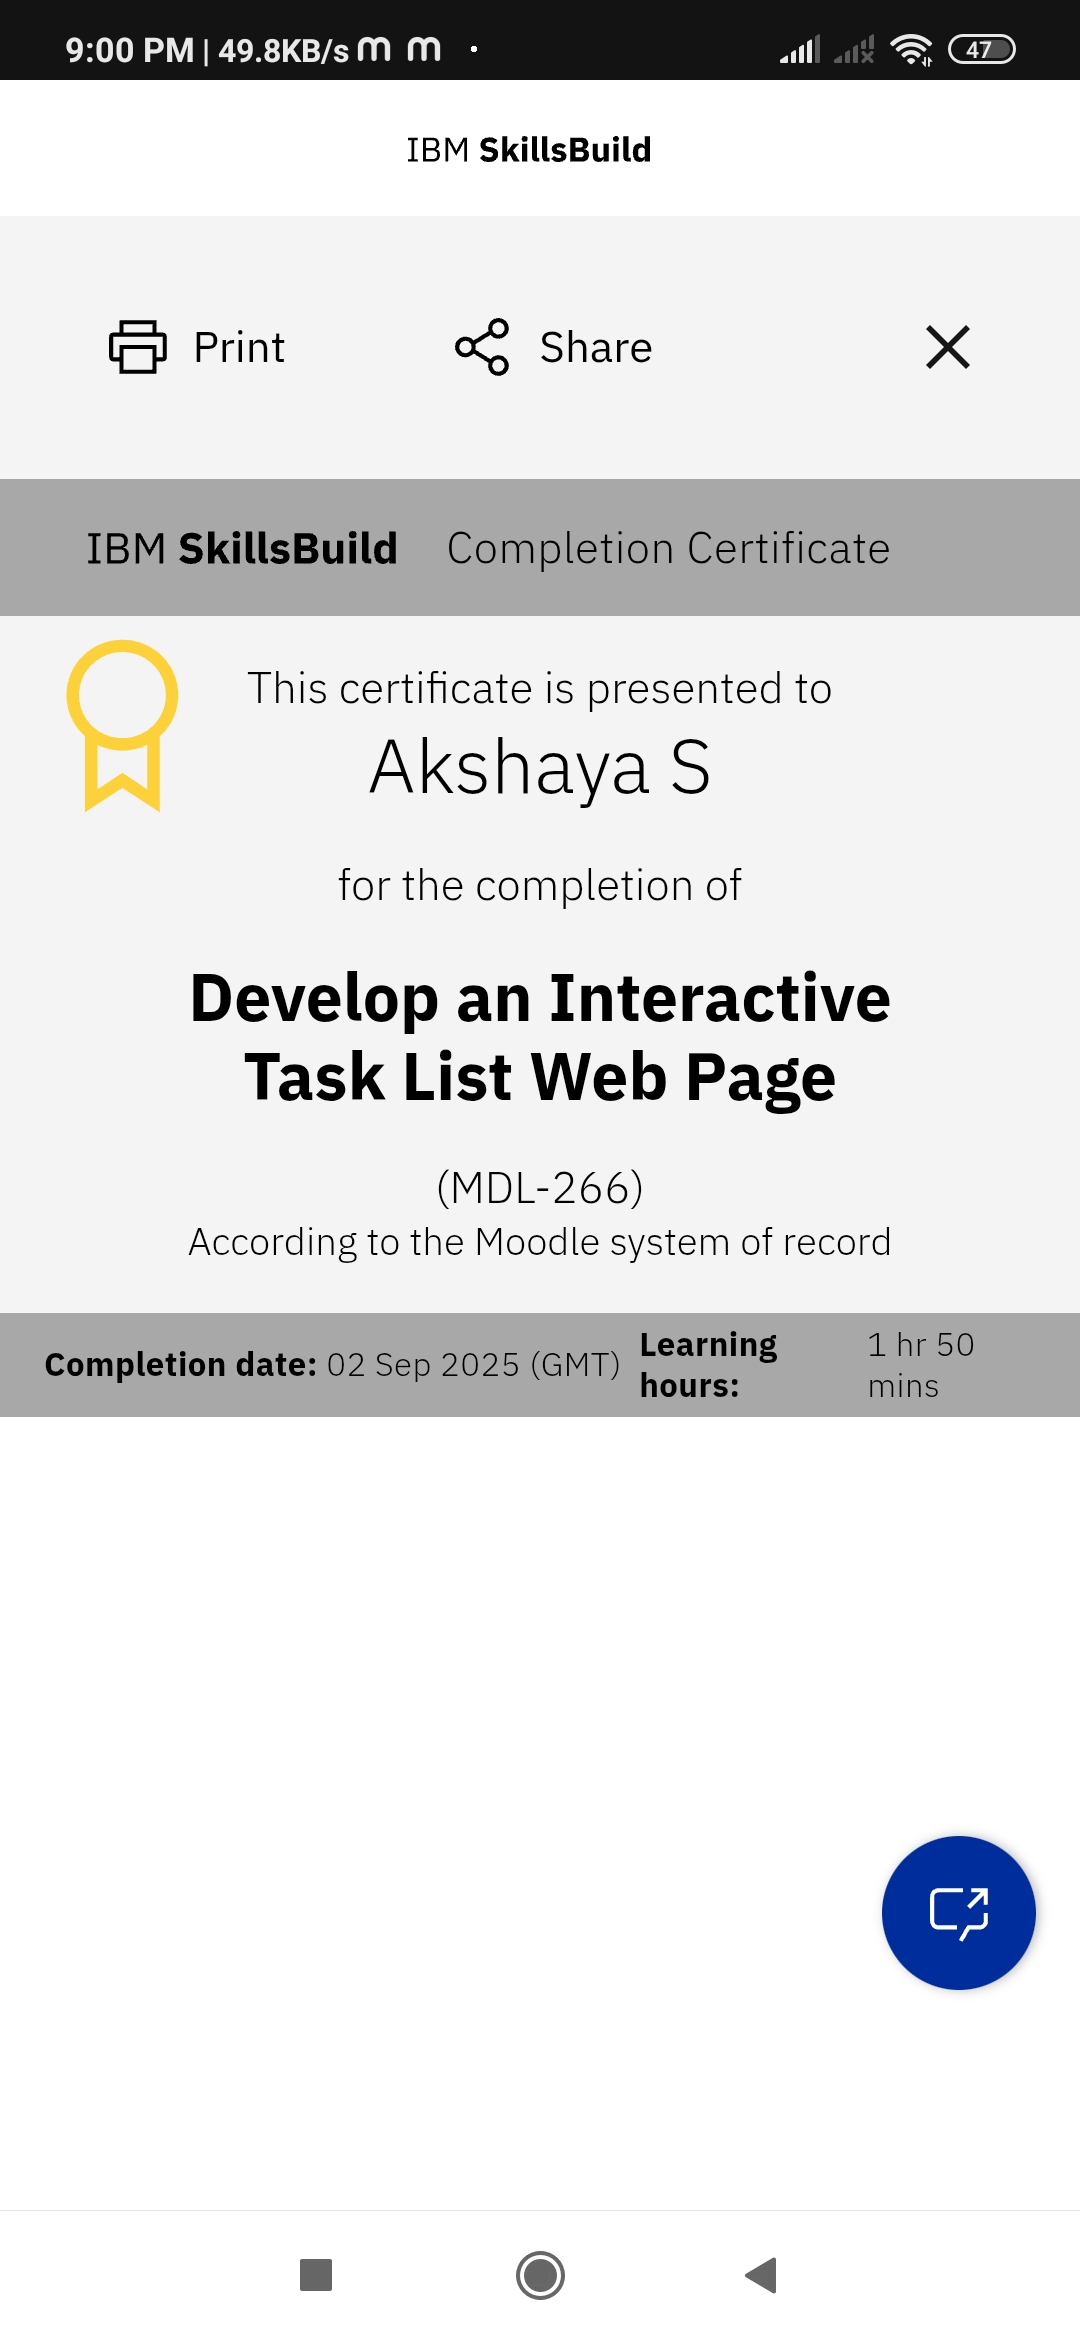 9:00 PM | 49.8KB/s
47
IBM SkillsBuild
Print
Share
IBM SkillsBuild Completion Certificate
This certificate is presented to
Akshaya S
for the completion of
Develop an Interactive
Task List Web Page
(MDL-266)
According to the Moodle system of record
Completion date: 02 Sep 2025 (GMT)
Learning
hours:
1 hr 50
mins